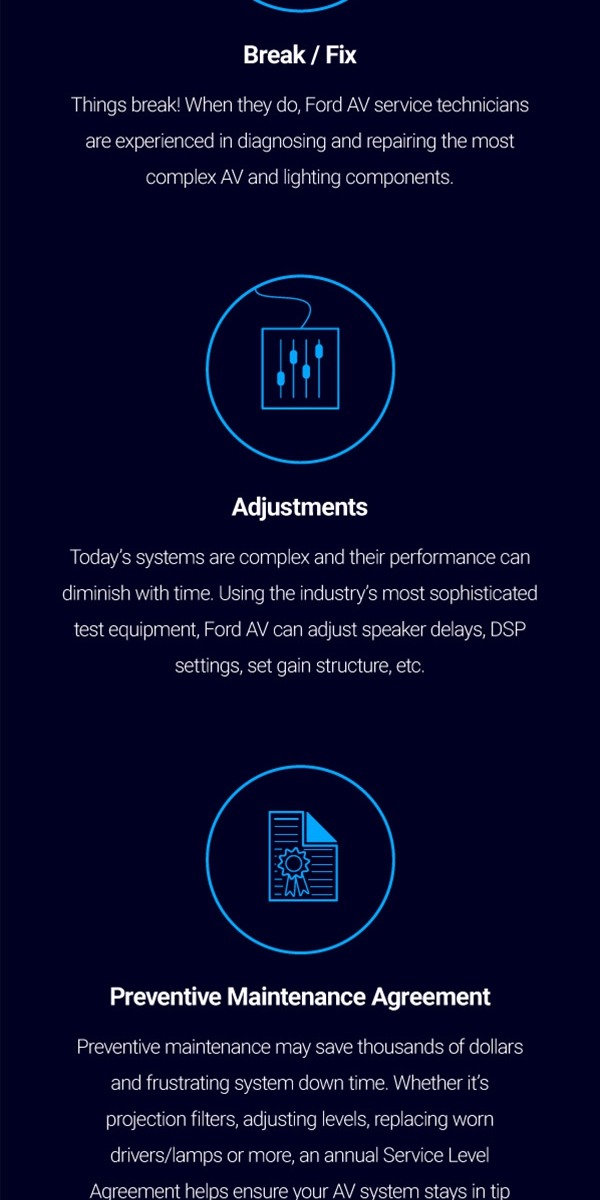 Break / Fix
Things break! When they do, Ford AV service technicians
are experienced in diagnosing and repairing the most
complex AV and lighting components.
Adjustments
Today’s systems are complex and their performance can
diminish with time. Using the industry’s most sophisticated
test equipment, Ford AV can adjust speaker delays, DSP
settings, set gain structure, etc.
Preventive Maintenance Agreement
Preventive maintenance may save thousands of dollars
and frustrating system down time. Whether it’s
projection filters, adjusting levels, replacing worn
drivers/lamps or more, an annual Service Level
Agreement helps ensure your AV system stays in tip